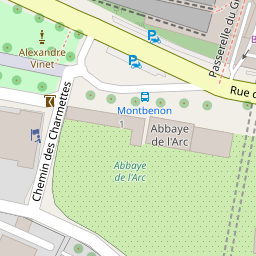 Alexandre
Vinet
Passerelle du G
Rue d
Montbenon
Chemin des Charmettes
1
Abbaye
de l'Arc
Abbaye
de l'Arc
B